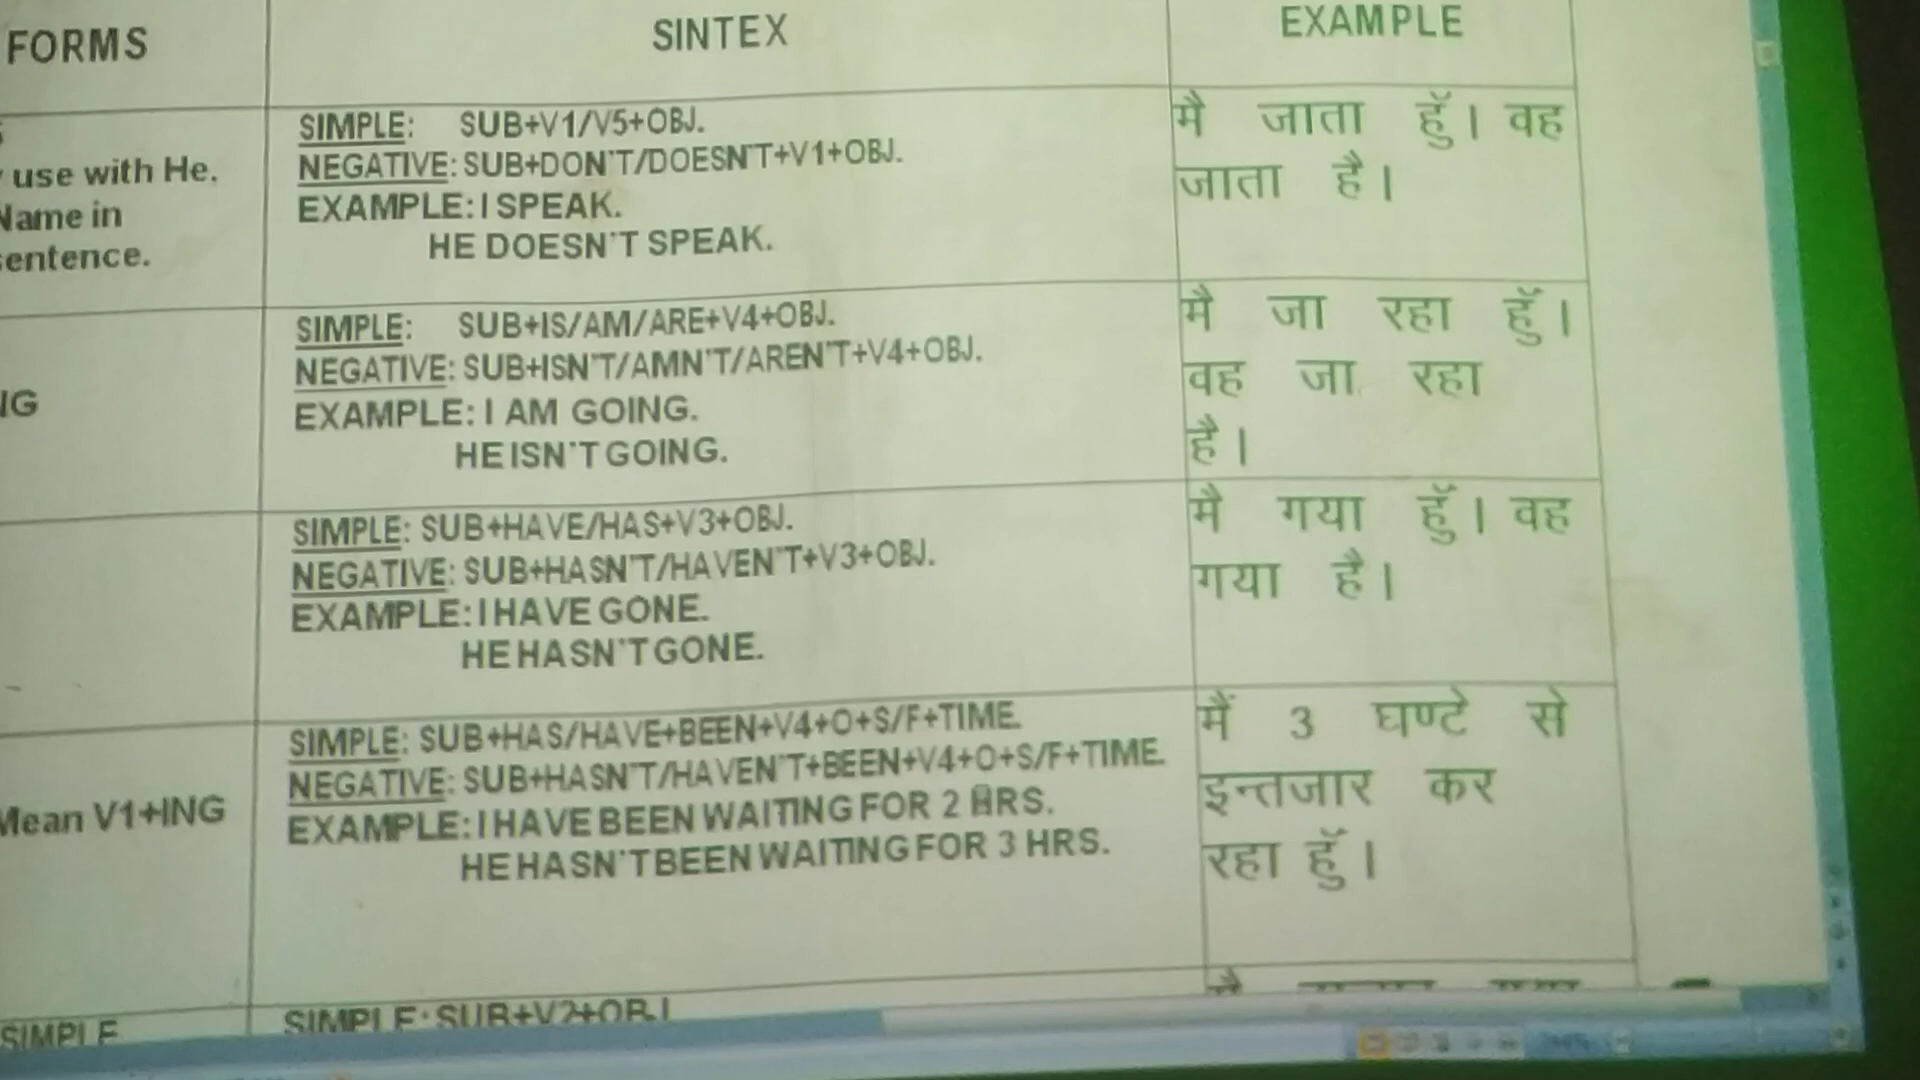 FORMS
SINTEX
EXAMPLE
use with He.
Name in
sentence.
SIMPLE: SUB+V1/V5+OBJ.
NEGATIVE: SUB+DON'T/DOESN'T+V1+OBJ.
EXAMPLE: I SPEAK.
HE DOESN'T SPEAK.
मै जाता हुँ। वह
जाता है।
SIMPLE: SUB+IS/AM/ARE+V4+OBJ.
NEGATIVE: SUB+ISN'T/AMN'T/AREN'T+V4+OBJ.
EXAMPLE: I AM GOING.
HE ISN'T GOING.
मै जा रहा हुँ।
वह जा रहा
है।
SIMPLE: SUB+HAVE/HAS+V3+OBJ.
NEGATIVE: SUB+HASN'T/HAVEN'T+V3+OBJ.
EXAMPLE: I HAVE GONE.
HE HASN'T GONE.
मै गया हुँ। वह
गया है।
Mean V1+ING
SIMPLE: SUB+HAS/HAVE+BEEN+V4+O+S/F+TIME.
NEGATIVE: SUB+HASN'T/HAVEN'T+BEEN+V4+O+S/F+TIME.
EXAMPLE: I HAVE BEEN WAITING FOR 2 HRS.
HE HASN'T BEEN WAITING FOR 3 HRS.
मैं 3 घण्टे से
इन्तजार कर
रहा हुँ।
SIMPLE
SIMPLE: SUB+V2+OBJ